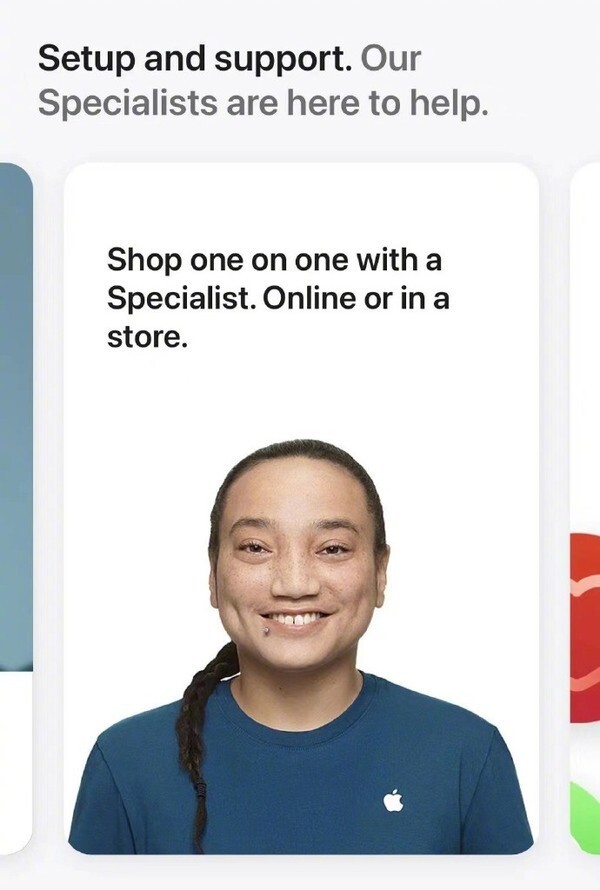 Setup and support. Our
Specialists are here to help.
Shop one on one with a
Specialist. Online or in a
store.